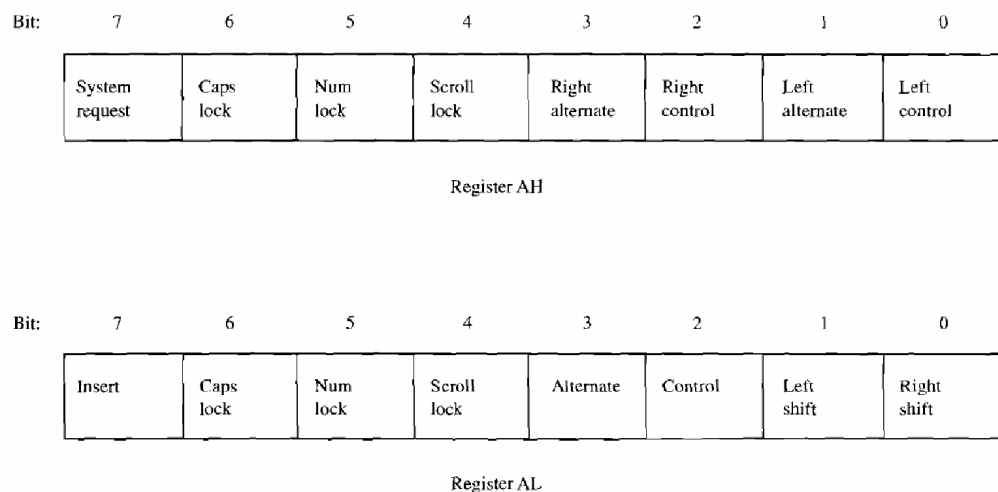 Bit: 7 6 5 4 3 2 1 0
System request Caps lock Num lock Scroll lock Right alternate Right control Left alternate Left control
Register AH
Bit: 7 6 5 4 3 2 1 0
Insert Caps lock Num lock Scroll lock Alternate Control Left shift Right shift
Register AL